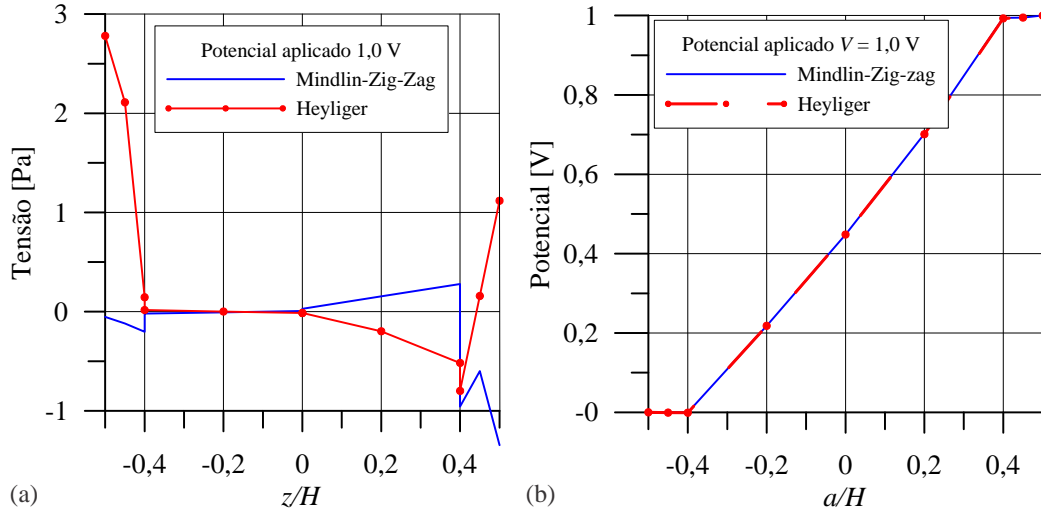 Potencial aplicado 1,0 V
Mindlin-Zig-Zag
Heyliger
Tensão [Pa]
3
2
1
0
-1
-0,4
-0,2
0
0,2
0,4
z/H
(a)
Potencial aplicado V = 1,0 V
Mindlin-Zig-zag
Heyliger
Potencial [V]
1
0,8
0,6
0,4
0,2
-0
-0,4
-0,2
0
0,2
0,4
a/H
(b)